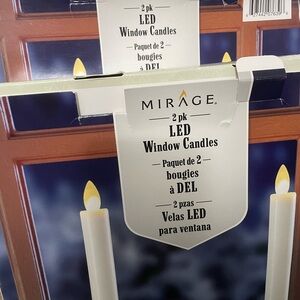 2 pk
LED
Window Candles
Paquet de 2
bougies
à DEL
MIRAGE
2 pk
LED
Window Candles
Paquet de 2
bougies
à DEL
2 pzas
Velas LED
para ventana